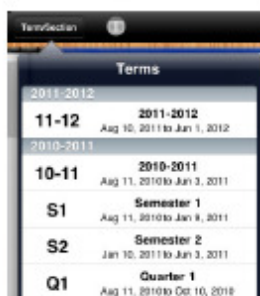 Term/Section
Terms
2011-2012
11-12
2011-2012
Aug 10, 2011 to Jun 1, 2012
2010-2011
10-11
2010-2011
Aug 11, 2010 to Jun 3, 2011
S1
Semester 1
Aug 11, 2010 to Jan 9, 2011
S2
Semester 2
Jan 10, 2011 to Jun 3, 2011
Q1
Quarter 1
Aug 11, 2010 to Oct 10, 2010